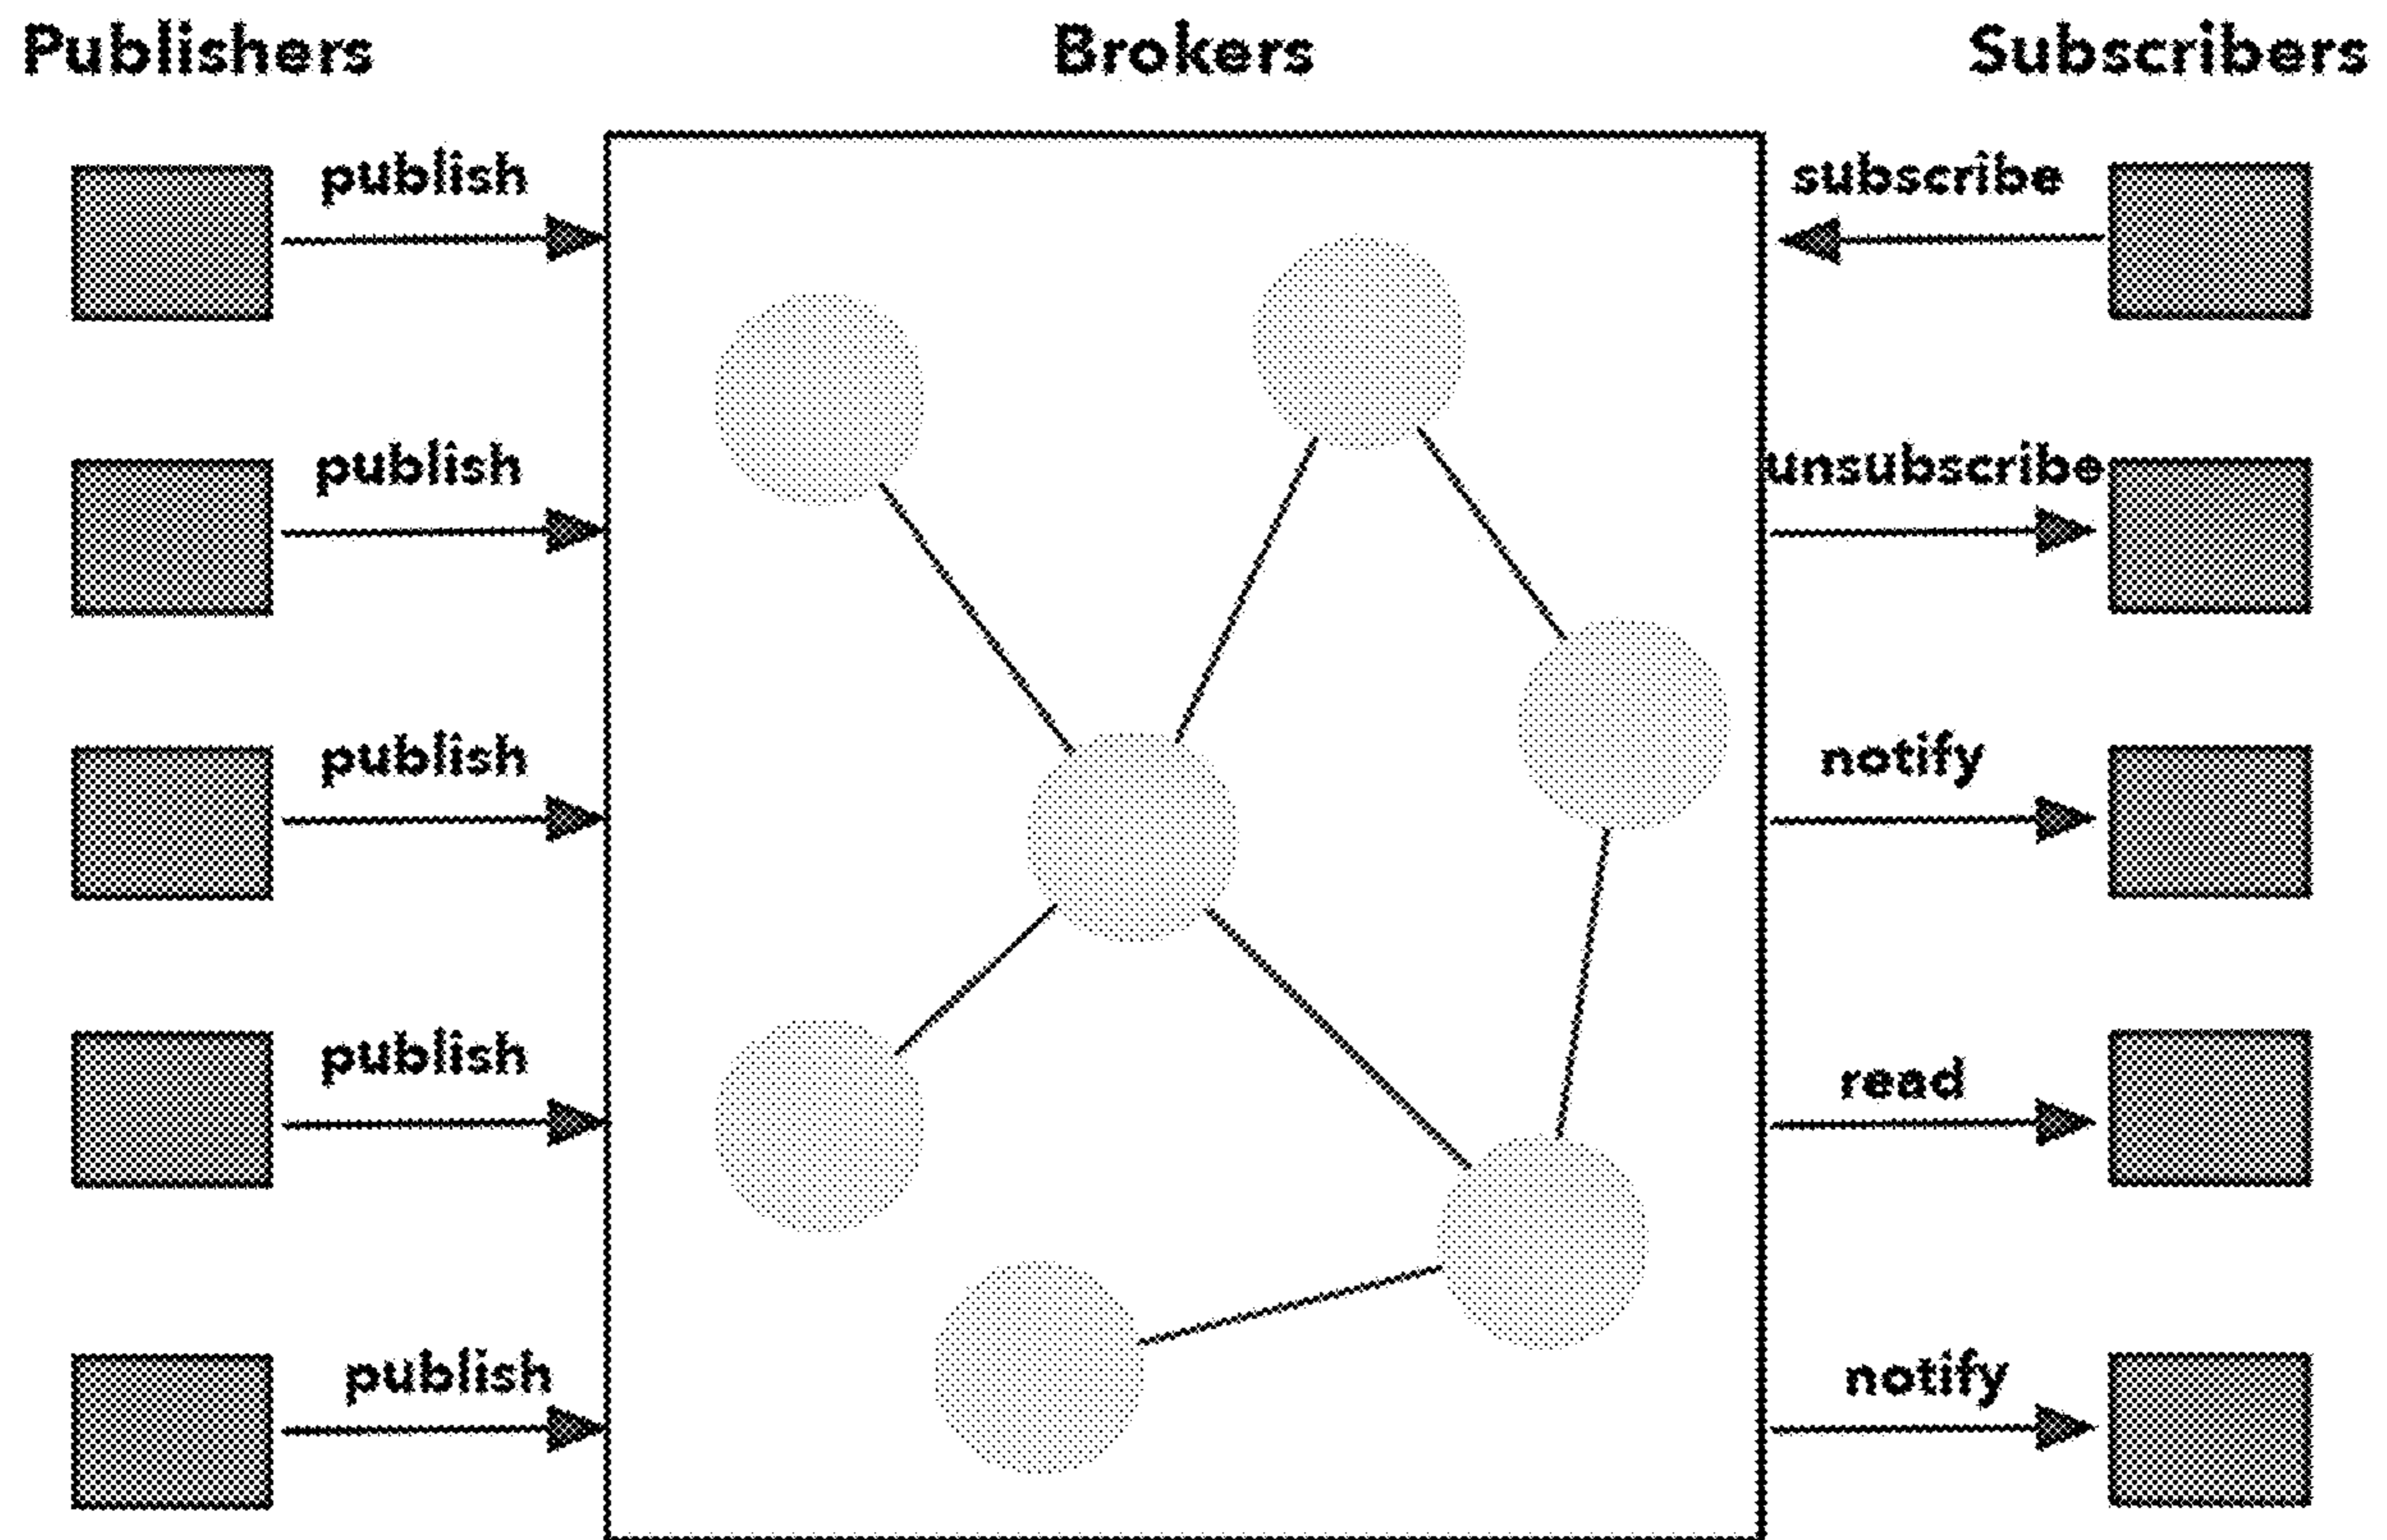 Publishers Brokers Subscribers
publish subscribe
publish unsubscribe
publish notify
publish read
publish notify